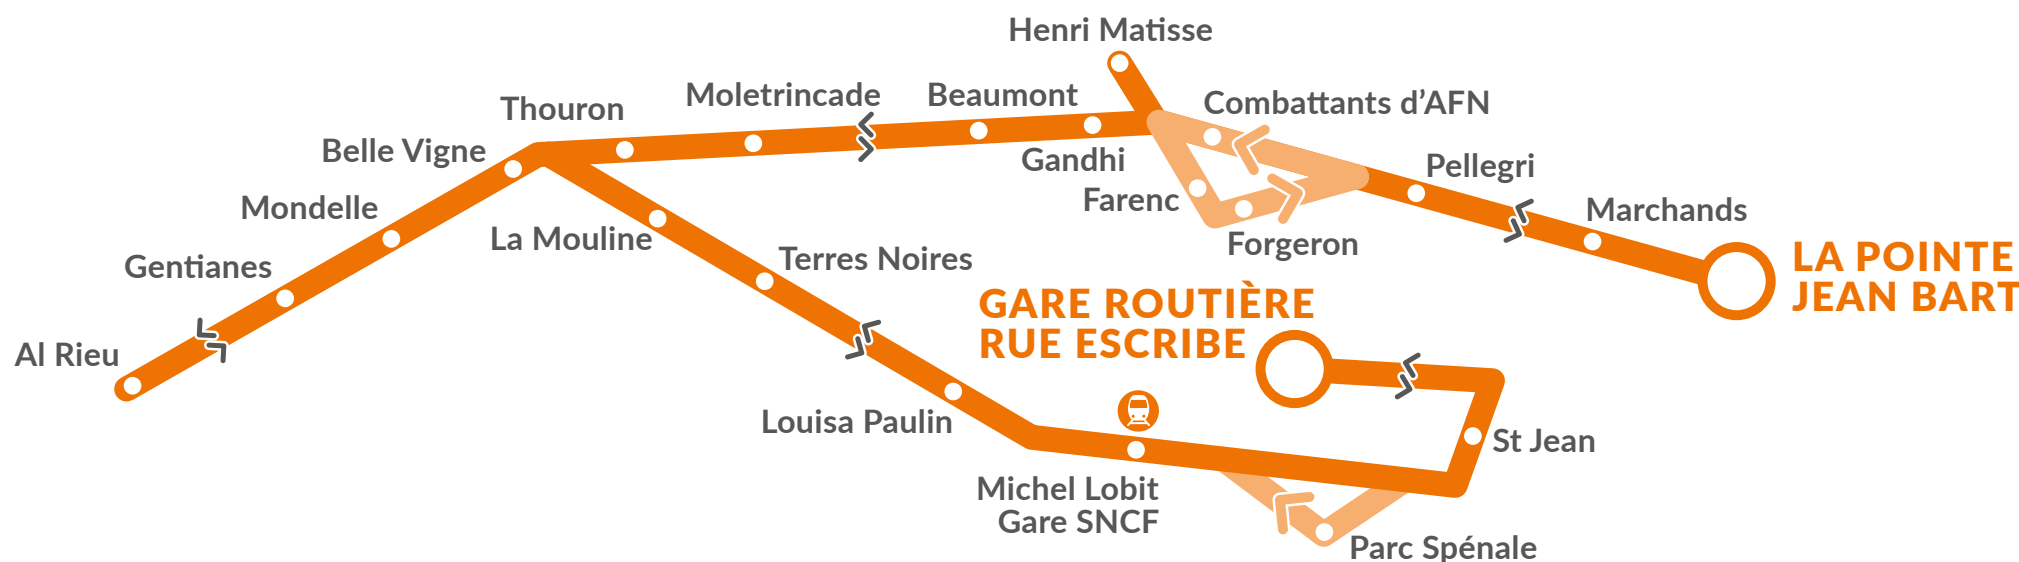 Henri Matisse
Moletrincade
Beaumont
Combattants d’AFN
Thouron
Belle Vigne
Gandhi
Pellegri
Mondelle
Farenc
Marchands
La Mouline
Forgeron
Gentianes
Terres Noires
LA POINTE
JEAN BART
GARE ROUTIÈRE
RUE ESCRIBE
Al Rieu
Louisa Paulin
St Jean
Michel Lobit
Gare SNCF
Parc Spénale